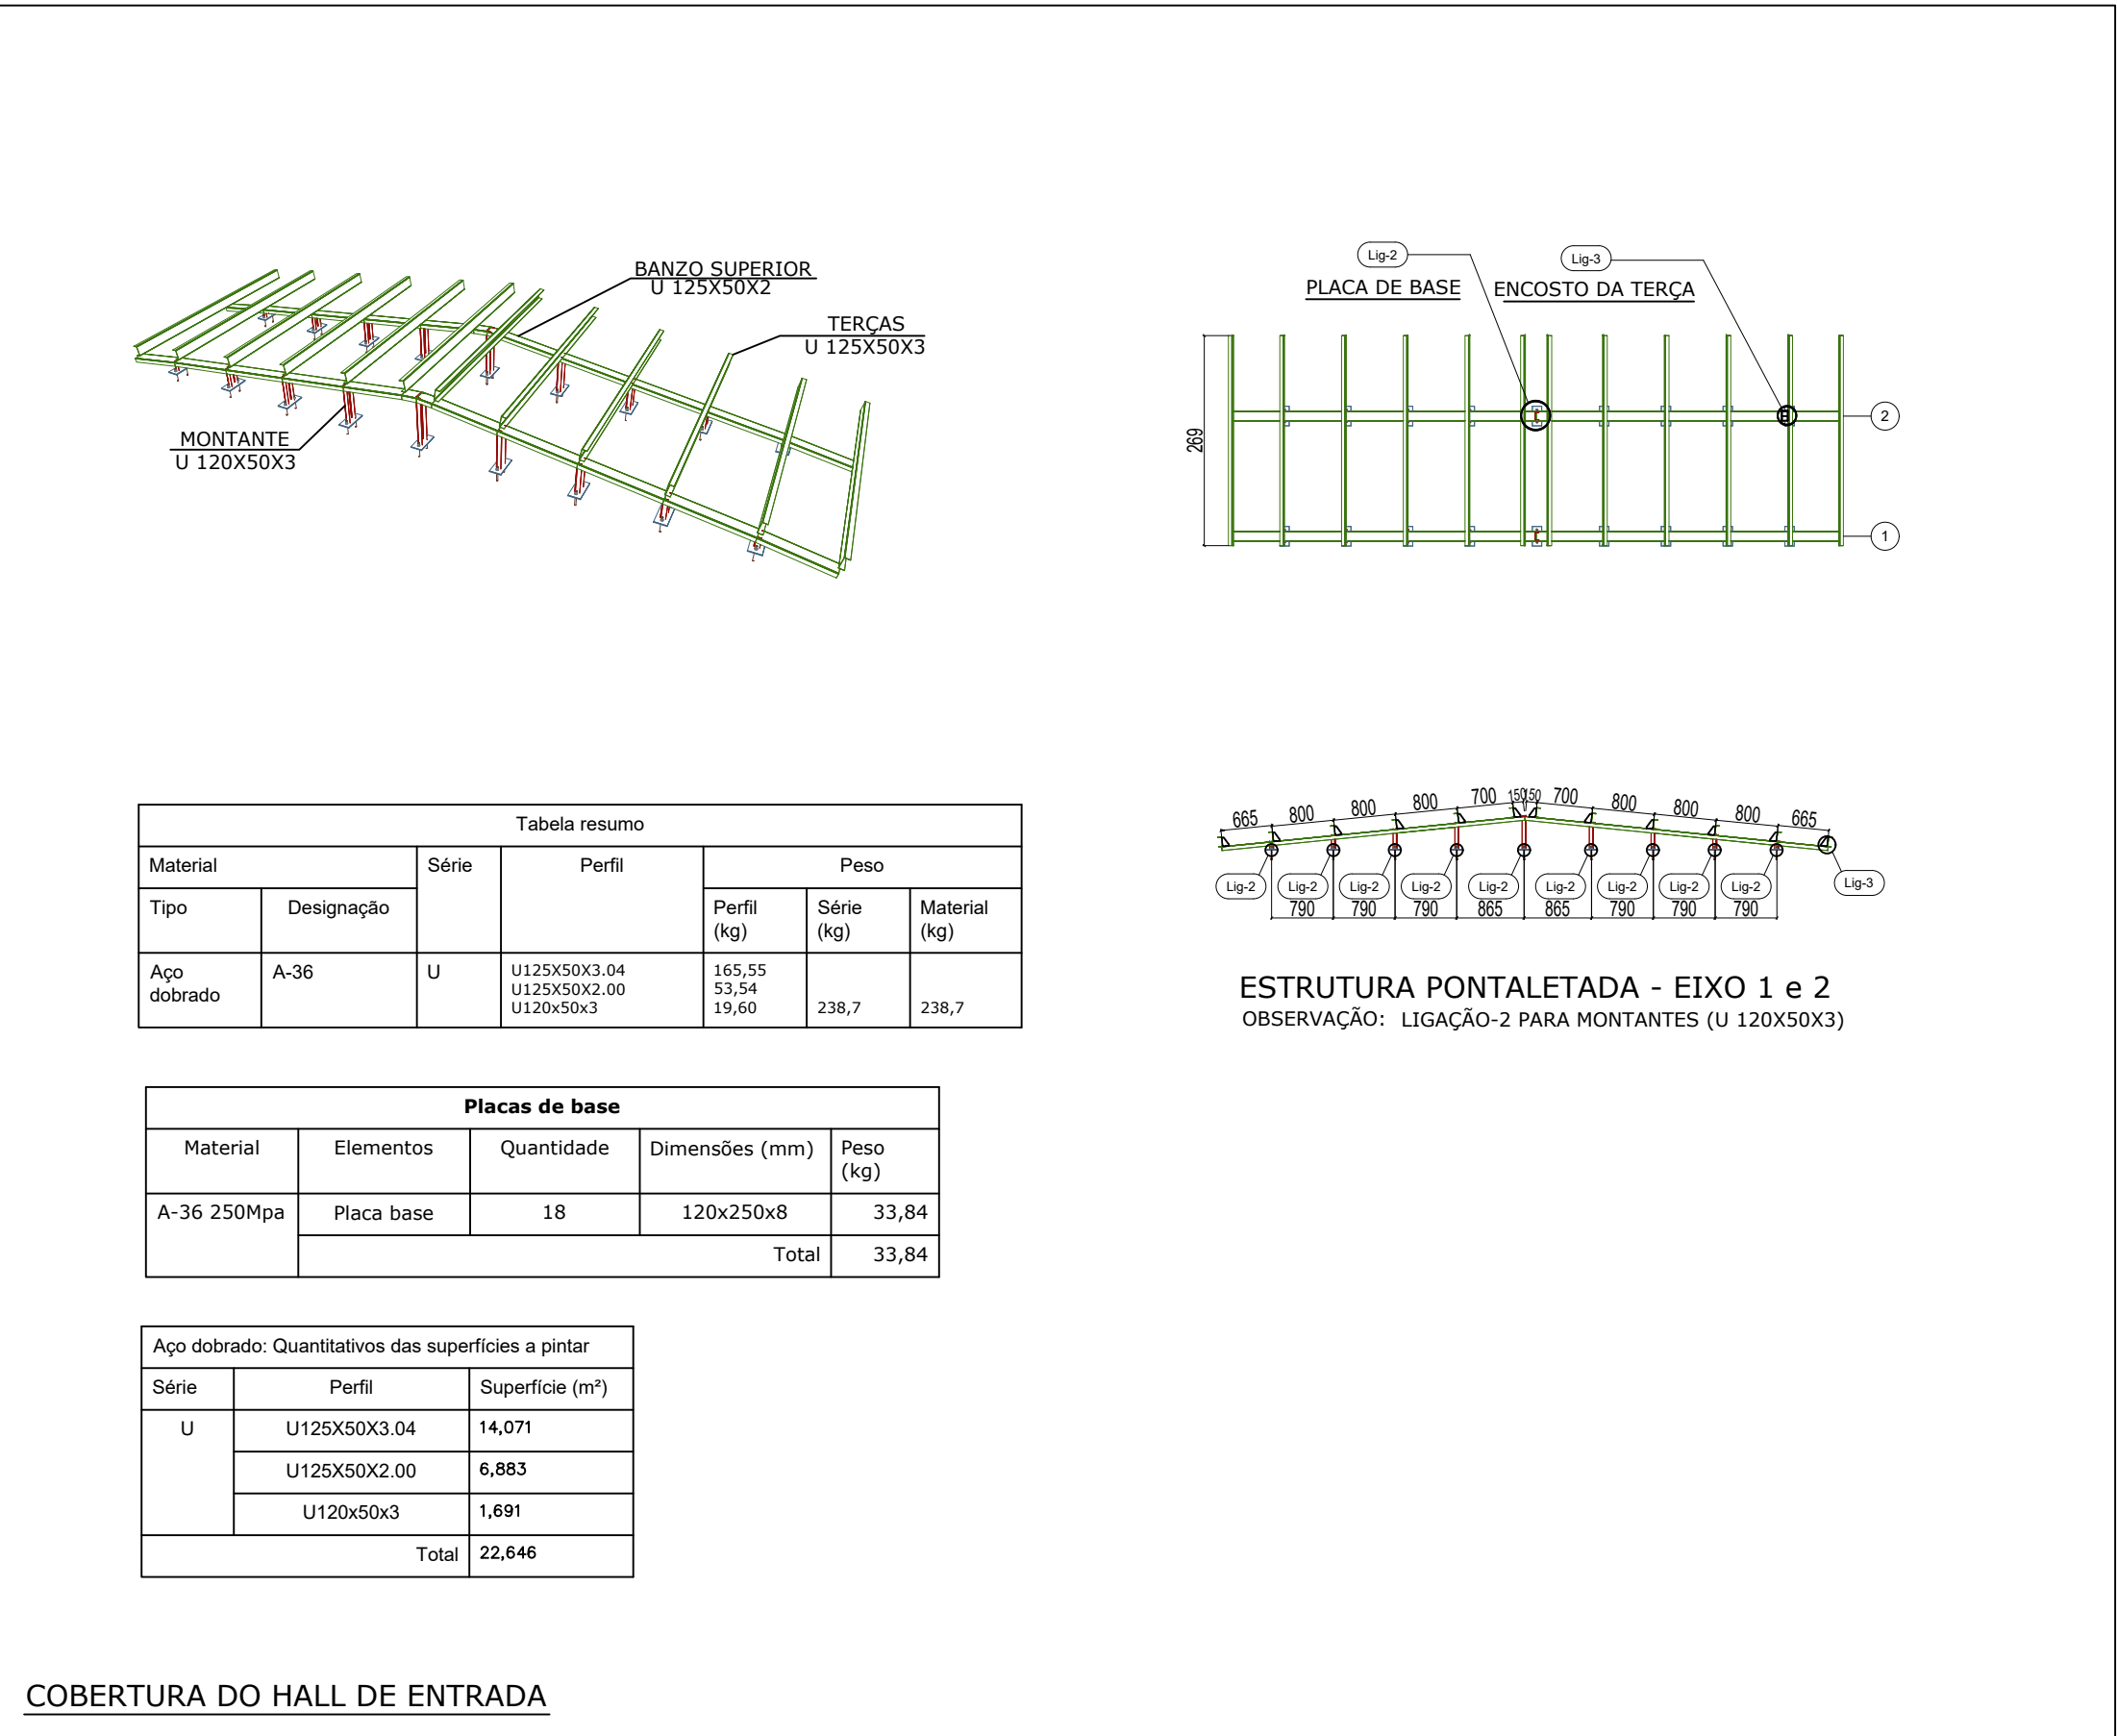 BANZO SUPERIOR
U 125X50X2
TERÇAS
U 125X50X3
MONTANTE
U 120X50X3
Lig-2
PLACA DE BASE
Lig-3
ENCOSTO DA TERÇA
269
2
1
Tabela resumo
Material Série Perfil Peso
Tipo Designação Perfil (kg) Série (kg) Material (kg)
Aço dobrado A-36 U
U125X50X3.04 165,55
U125X50X2.00 53,54
U120x50x3 19,60 238,7 238,7
665 800 800 800 700 150 150 700 800 800 800 665
Lig-2 Lig-2 Lig-2 Lig-2 Lig-2 Lig-2 Lig-2 Lig-2 Lig-2 Lig-3
790 790 790 865 865 790 790 790
ESTRUTURA PONTALETADA - EIXO 1 e 2
OBSERVAÇÃO: LIGAÇÃO-2 PARA MONTANTES (U 120X50X3)
Placas de base
Material Elementos Quantidade Dimensões (mm) Peso (kg)
A-36 250Mpa Placa base 18 120x250x8 33,84
Total 33,84
Aço dobrado: Quantitativos das superfícies a pintar
Série Perfil Superfície (m²)
U U125X50X3.04 14,071
U125X50X2.00 6,883
U120x50x3 1,691
Total 22,646
COBERTURA DO HALL DE ENTRADA